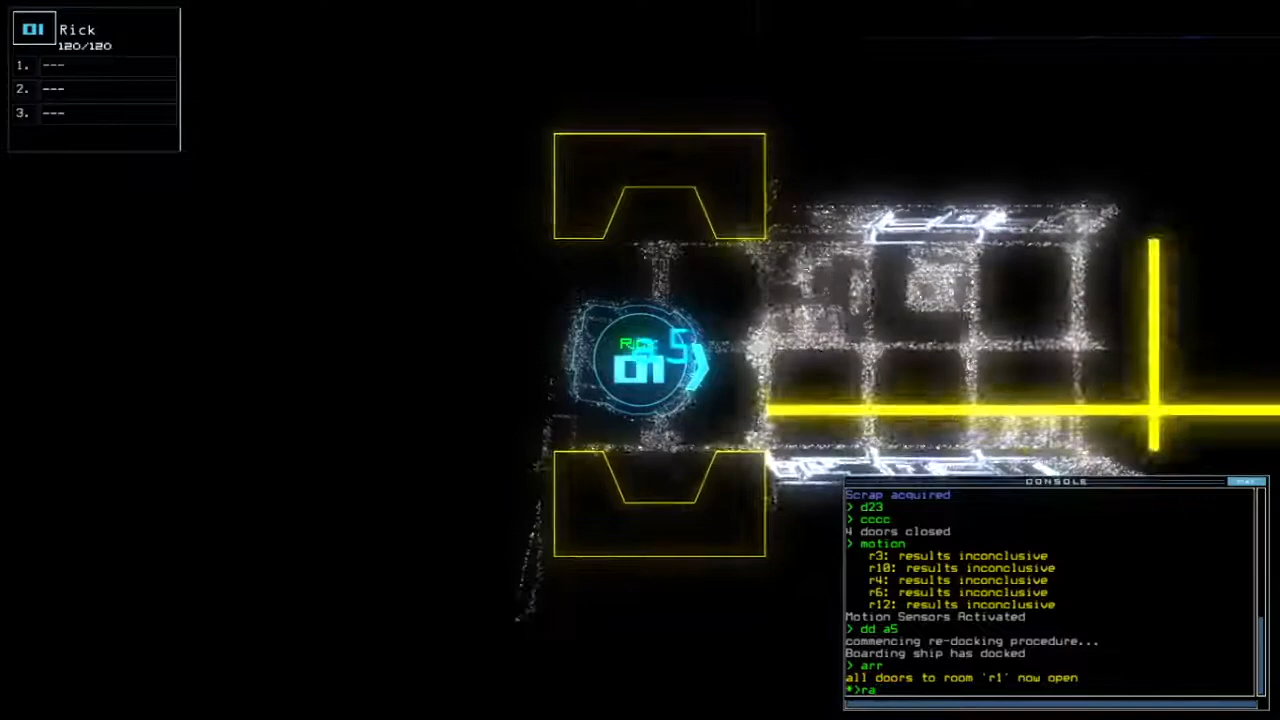 01 Rick
120/120
1. ---
2. ---
3. ---
01
CONSOLE
Scrap acquired
> d23
> cccc
4 doors closed
> motion
r3: results inconclusive
r10: results inconclusive
r4: results inconclusive
r6: results inconclusive
r12: results inconclusive
Motion Sensors Activated
> dd a5
commencing re-docking procedure...
Boarding ship has docked
> arr
all doors to room 'r1' now open
*>ra